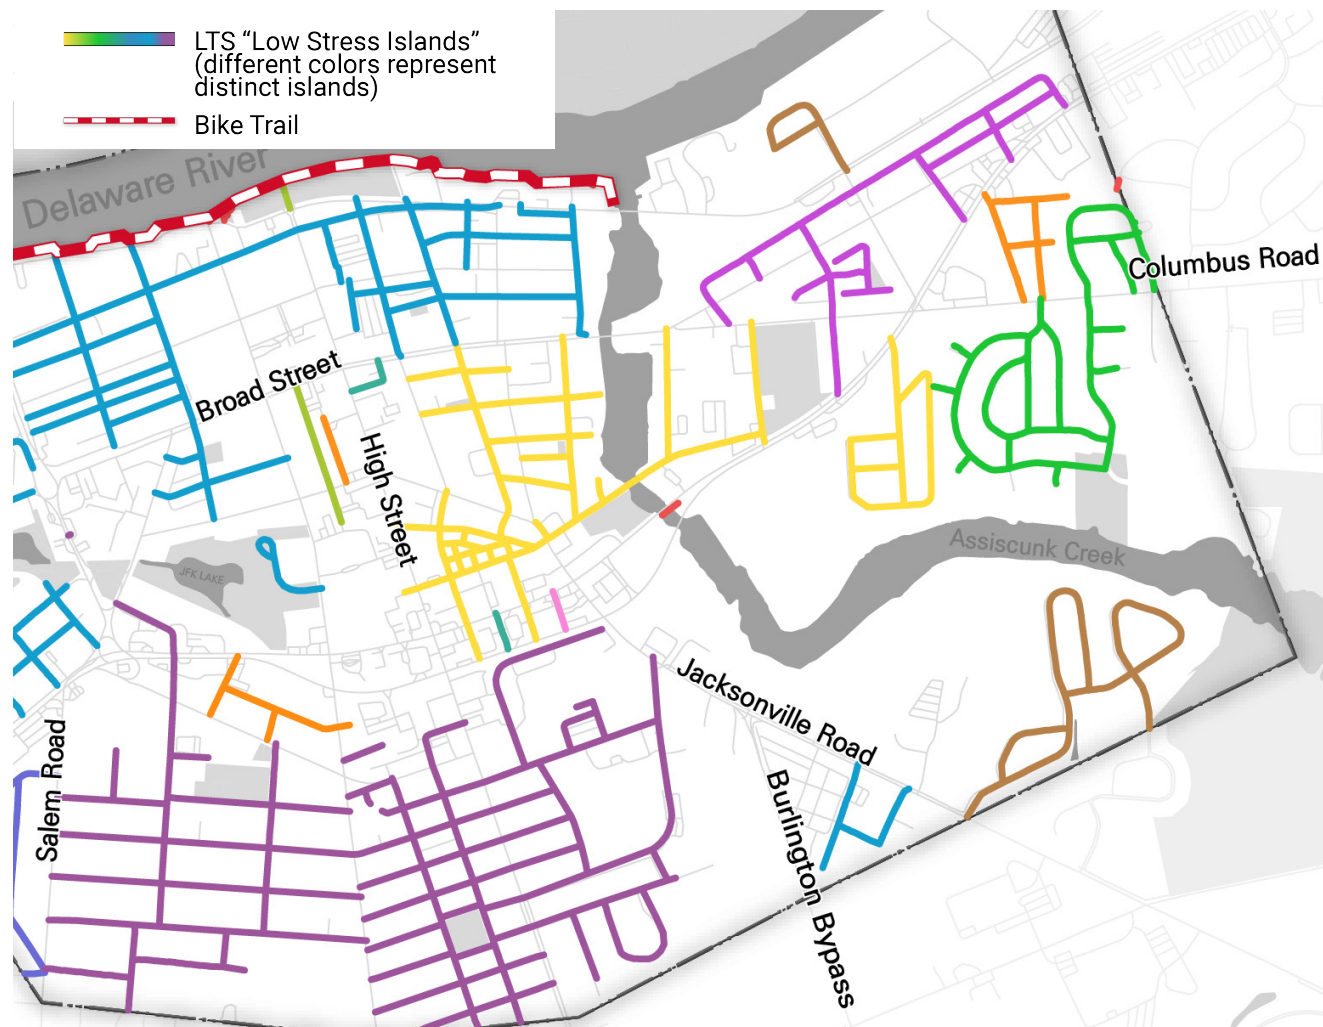 LTS “Low Stress Islands”
(different colors represent
distinct islands)
Bike Trail
Delaware River
Columbus Road
Broad Street
High Street
Assiscunk Creek
JFK LAKE
Jacksonville Road
Salem Road
Burlington Bypass